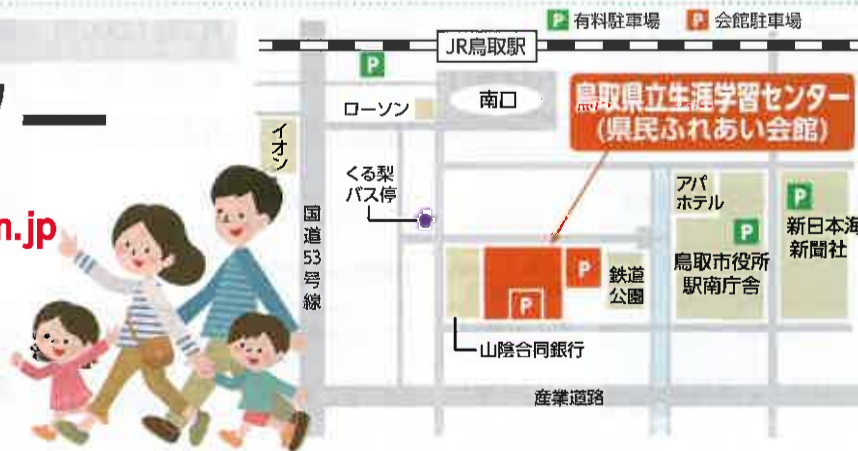 P 有料駐車場 P 会館駐車場
JR鳥取駅
P
ローソン
南口
鳥取県立生涯学習センター
(県民ふれあい会館)
イオン
くる梨
バス停
国道53号線
n.jp
アパ
ホテル
P
P
新日本海
新聞社
鳥取市役所
駅南庁舎
P
P
鉄道
公園
山陰合同銀行
産業道路